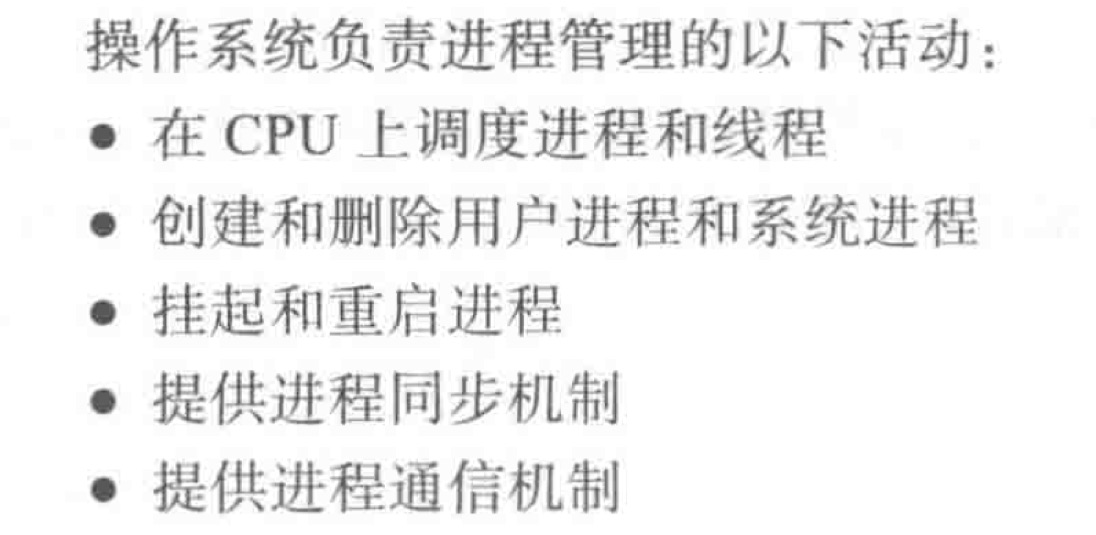 操作系统负责进程管理的以下活动：
● 在 CPU 上调度进程和线程
● 创建和删除用户进程和系统进程
● 挂起和重启进程
● 提供进程同步机制
● 提供进程通信机制